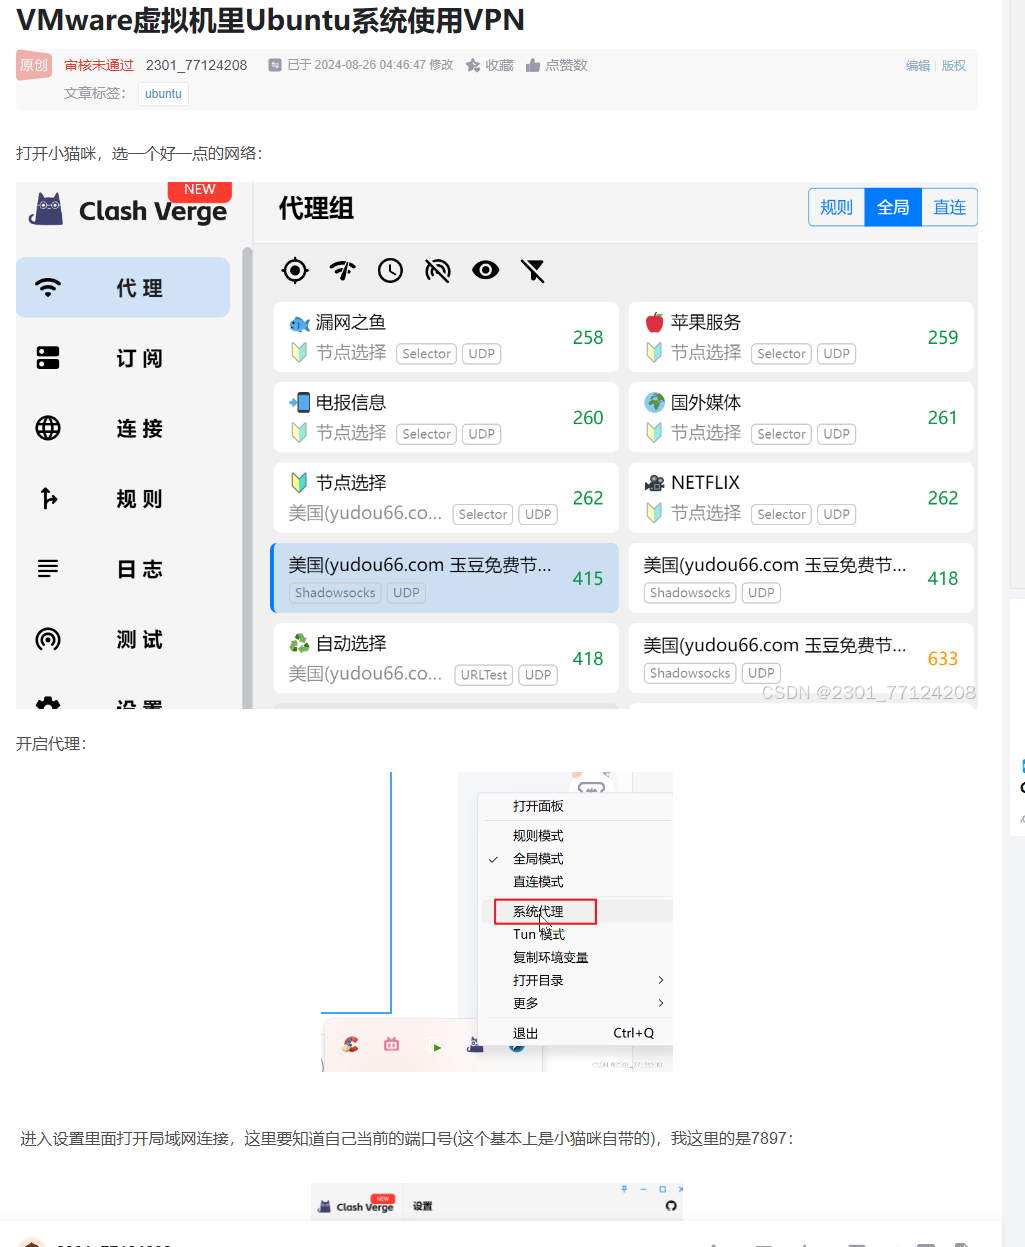 VMware虚拟机里Ubuntu系统使用VPN
原创 审核未通过 2301_77124208 已于 2024-08-26 04:46:47 修改 收藏 点赞数 编辑 版权
文章标签： ubuntu
打开小猫咪，选一个好一点的网络：
NEW
Clash Verge 代理组 规则 全局 直连
代理
订阅
连接
规则
日志
测试
设置
漏网之鱼 258
节点选择 Selector UDP
苹果服务 259
节点选择 Selector UDP
电报信息 260
节点选择 Selector UDP
国外媒体 261
节点选择 Selector UDP
节点选择 262
美国(yudou66.co... Selector UDP
NETFLIX 262
节点选择 Selector UDP
美国(yudou66.com 玉豆免费节... 415
Shadowsocks UDP
美国(yudou66.com 玉豆免费节... 418
Shadowsocks UDP
自动选择 418
美国(yudou66.co... URLTest UDP
美国(yudou66.com 玉豆免费节... 633
Shadowsocks UDP
CSDN @2301_77124208
开启代理：
打开面板
规则模式
全局模式
直连模式
系统代理
Tun 模式
复制环境变量
打开目录
更多
退出 Ctrl+Q
CSDN @2301_77124208
进入设置里面打开局域网连接，这里要知道自己当前的端口号(这个基本上是小猫咪自带的)，我这里的是7897：
NEW
Clash Verge 设置